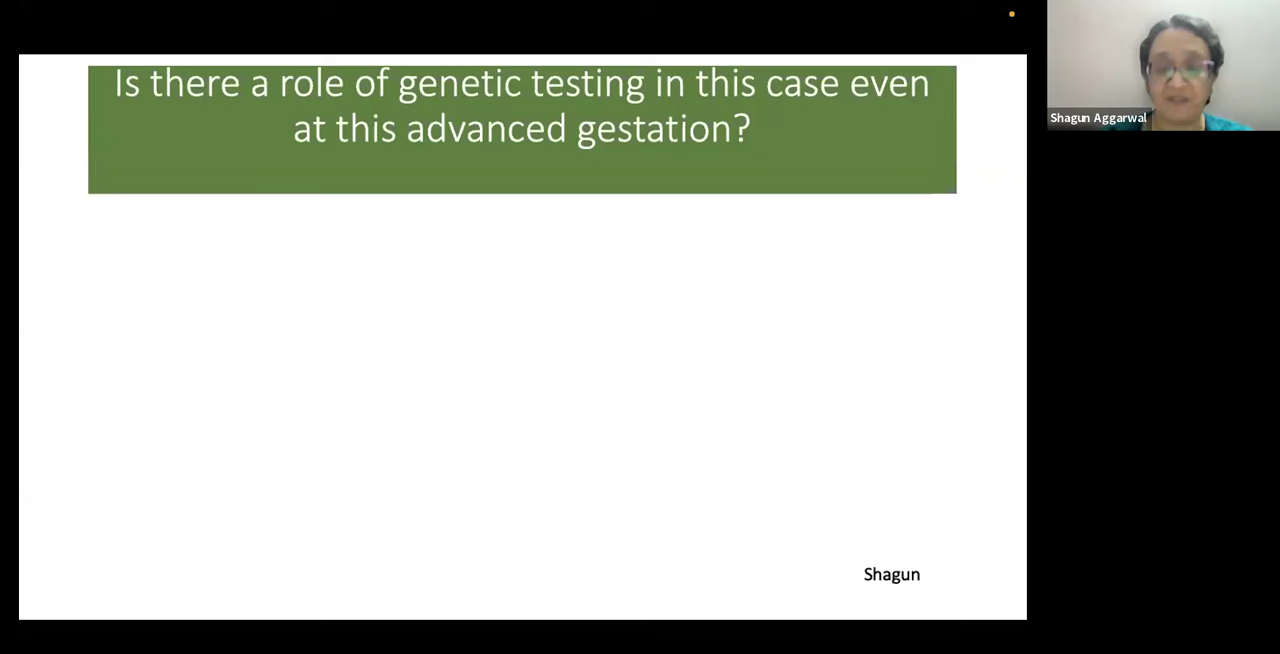 Is there a role of genetic testing in this case even
at this advanced gestation?
Shagun Aggarwal
Shagun